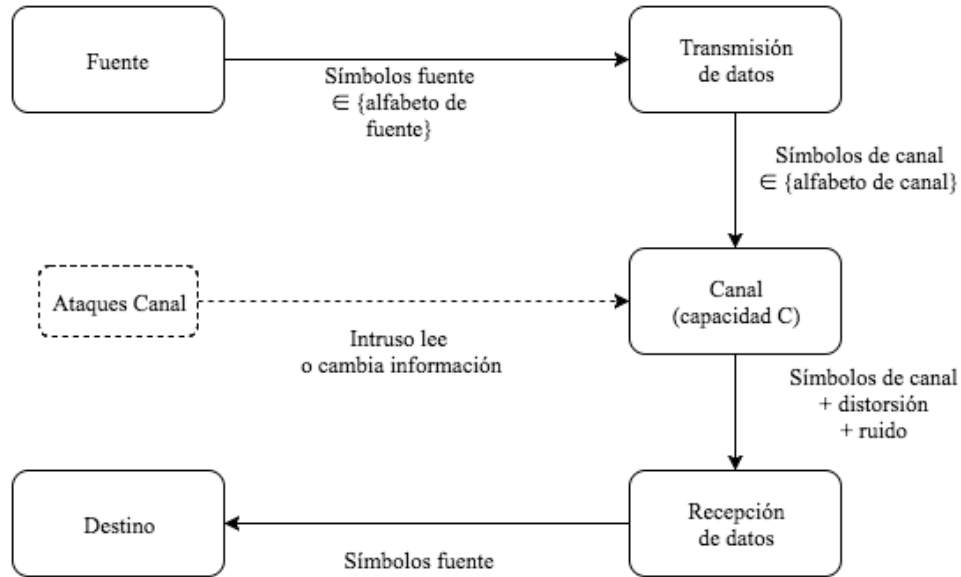 Fuente
Símbolos fuente
∈ {alfabeto de
fuente}
Transmisión
de datos
Símbolos de canal
∈ {alfabeto de canal}
Ataques Canal
Intruso lee
o cambia información
Canal
(capacidad C)
Símbolos de canal
+ distorsión
+ ruido
Recepción
de datos
Símbolos fuente
Destino